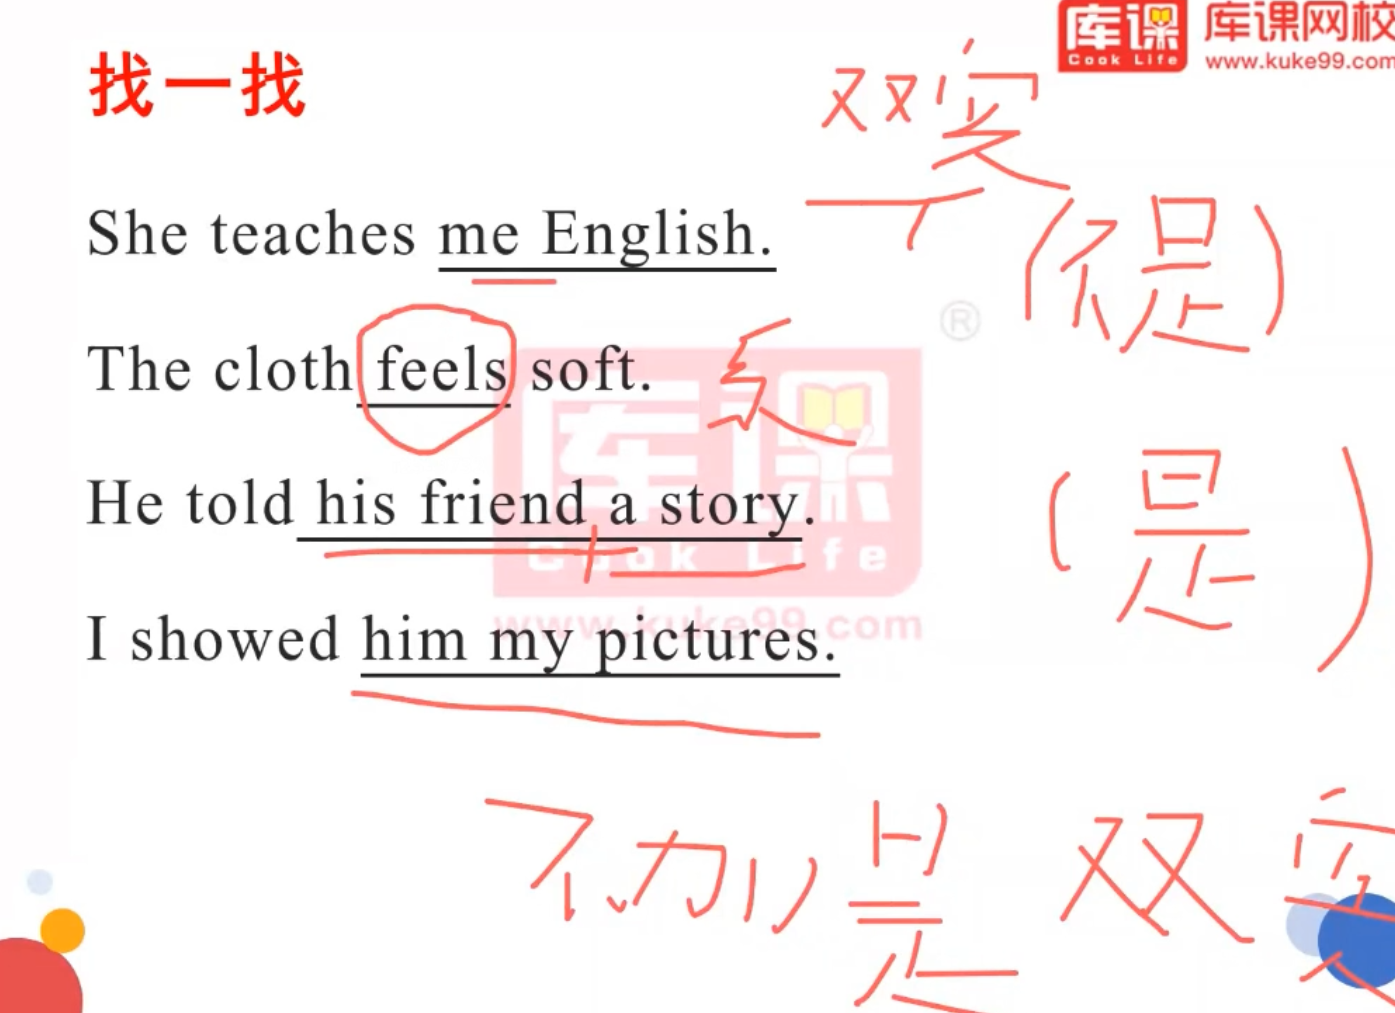 库课
Cook Life
库课网校
www.kuke99.com
找一找
双宾
She teaches me English.
(不是)
®
The cloth feels soft.
系
库课
He told his friend a story.
(是)
Cook Life
www.kuke99.com
I showed him my pictures.
不加是双宾